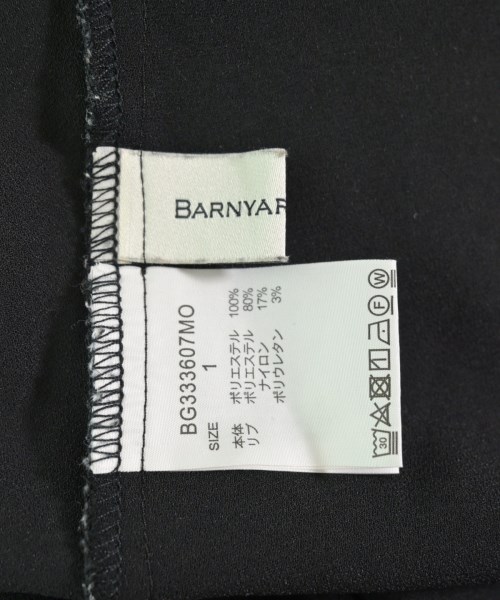 BARNYAR
BG333607MO
SIZE 1
本体 ポリエステル 100%
リブ ポリエステル 80%
ナイロン 17%
ポリウレタン 3%
30 1 F W